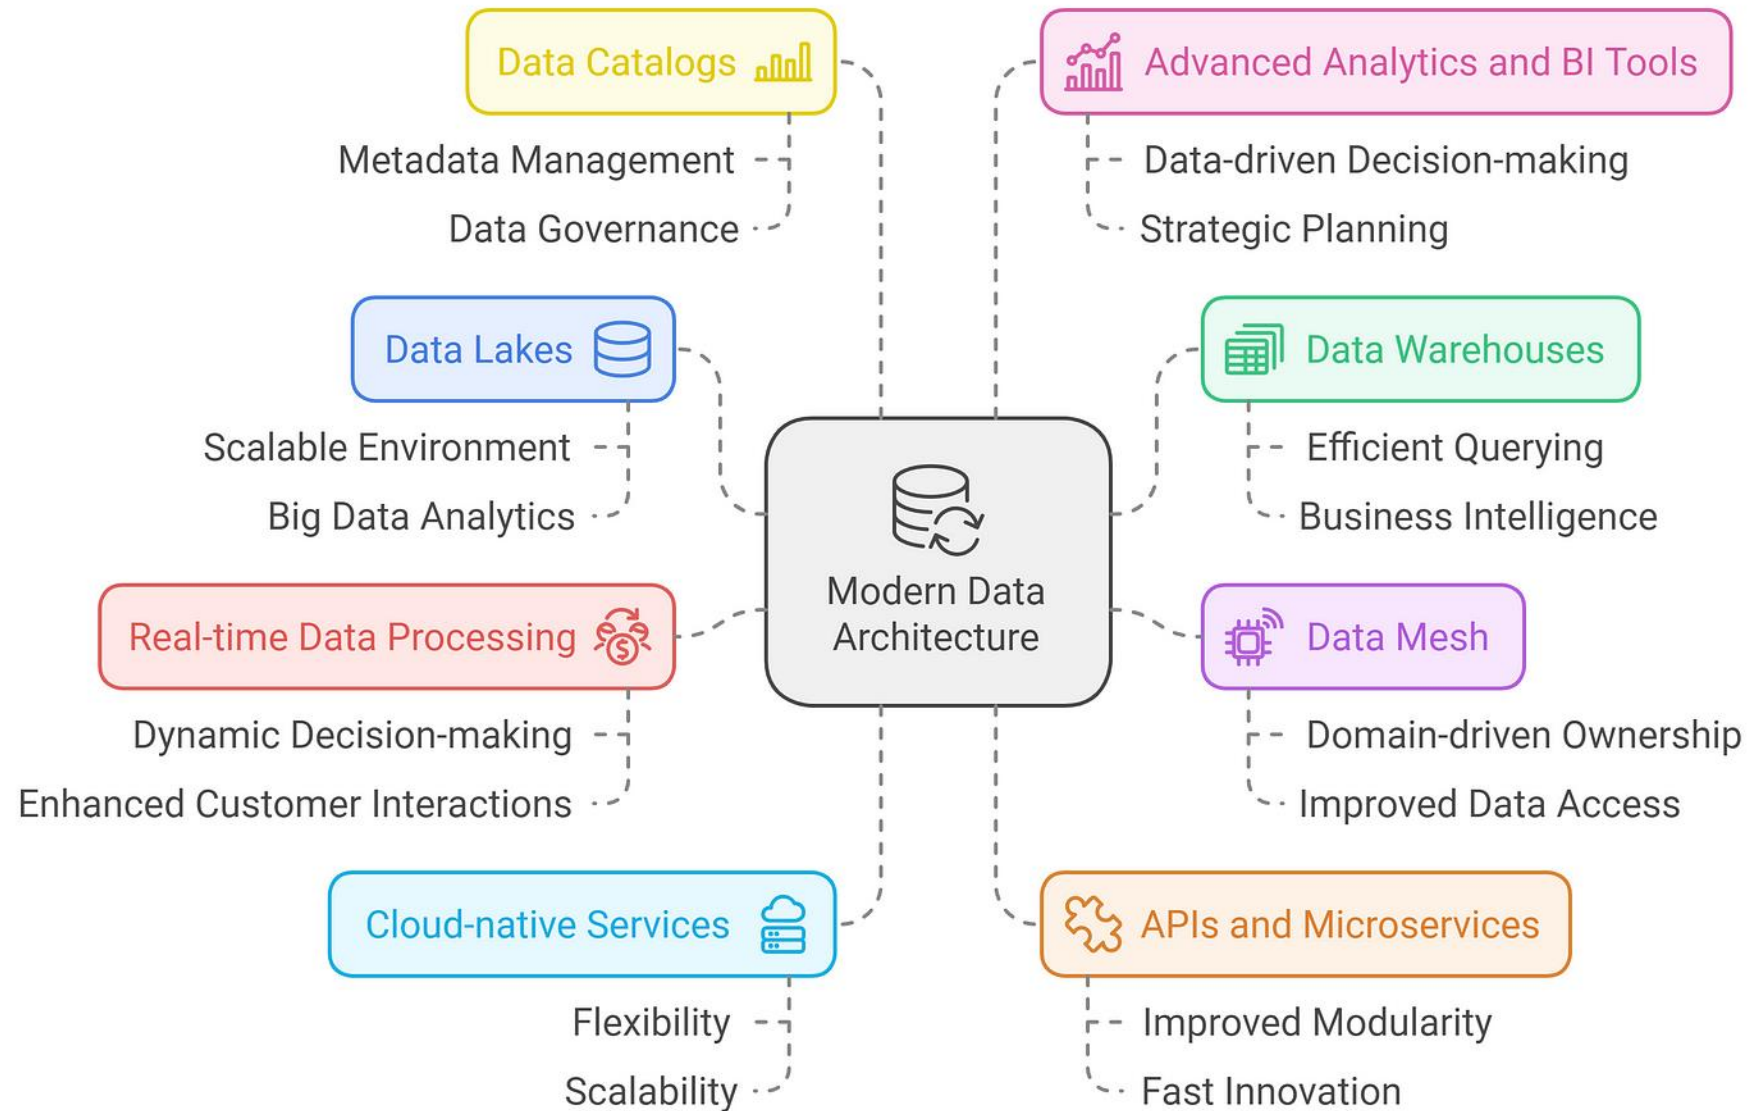 Data Catalogs
Metadata Management
Data Governance
Advanced Analytics and BI Tools
Data-driven Decision-making
Strategic Planning
Data Lakes
Scalable Environment
Big Data Analytics
Data Warehouses
Efficient Querying
Business Intelligence
Modern Data
Architecture
Real-time Data Processing
$
Dynamic Decision-making
Enhanced Customer Interactions
Data Mesh
Domain-driven Ownership
Improved Data Access
Cloud-native Services
Flexibility
Scalability
APIs and Microservices
Improved Modularity
Fast Innovation